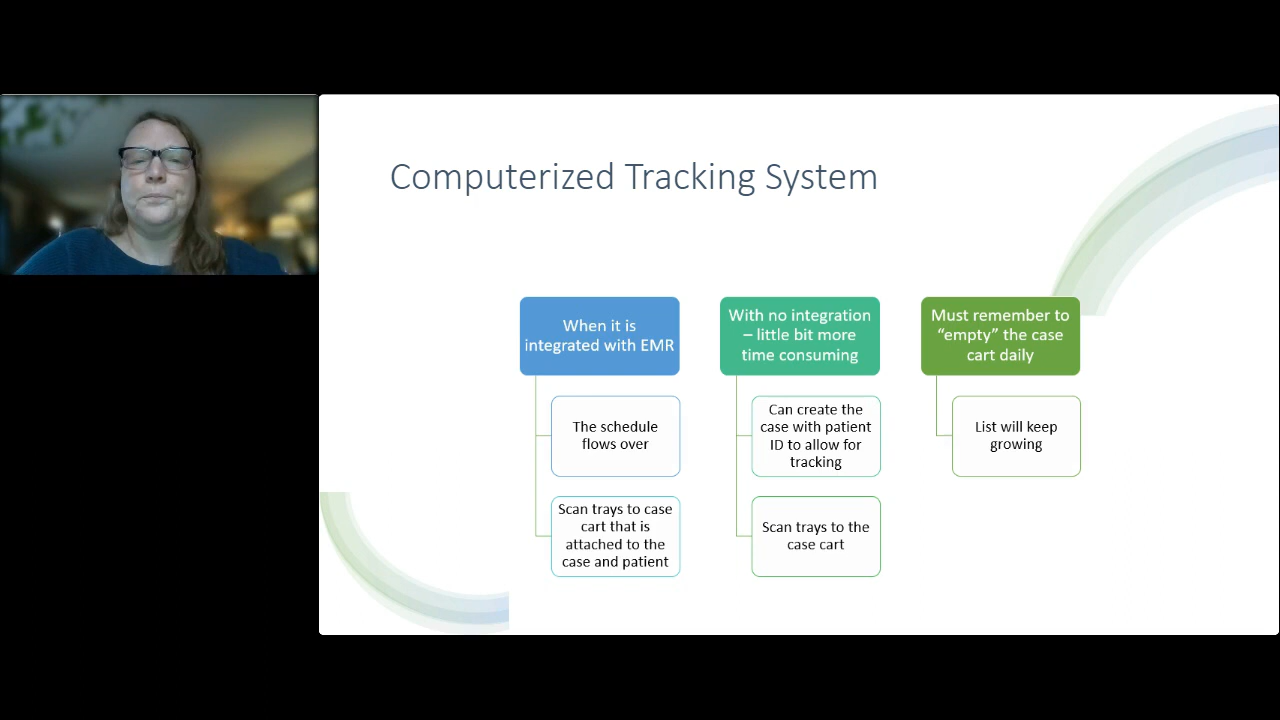 Computerized Tracking System
When it is
integrated with EMR
The schedule
flows over
Scan trays to case
cart that is
attached to the
case and patient
With no integration
– little bit more
time consuming
Can create the
case with patient
ID to allow for
tracking
Scan trays to the
case cart
Must remember to
“empty” the case
cart daily
List will keep
growing